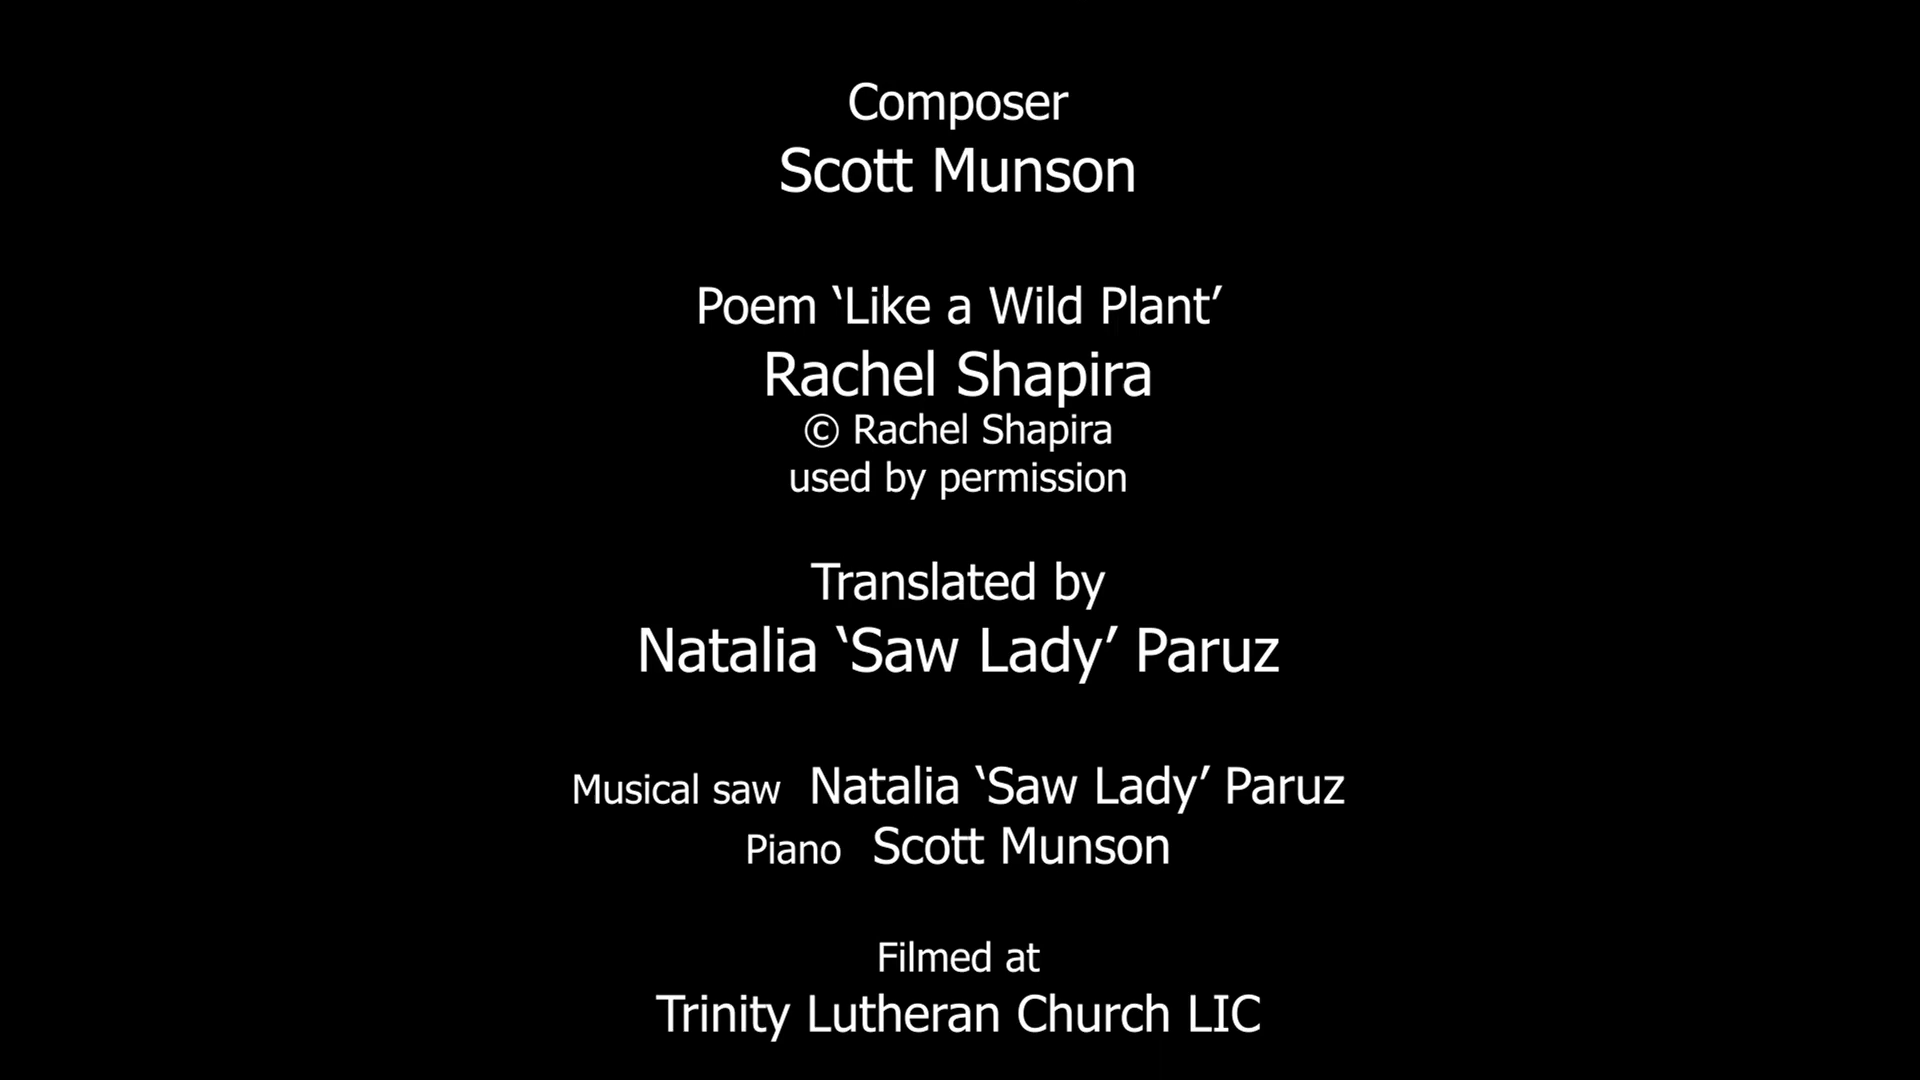 Composer
Scott Munson
Poem ‘Like a Wild Plant’
Rachel Shapira
© Rachel Shapira
used by permission
Translated by
Natalia ‘Saw Lady’ Paruz
Musical saw Natalia ‘Saw Lady’ Paruz
Piano Scott Munson
Filmed at
Trinity Lutheran Church LIC